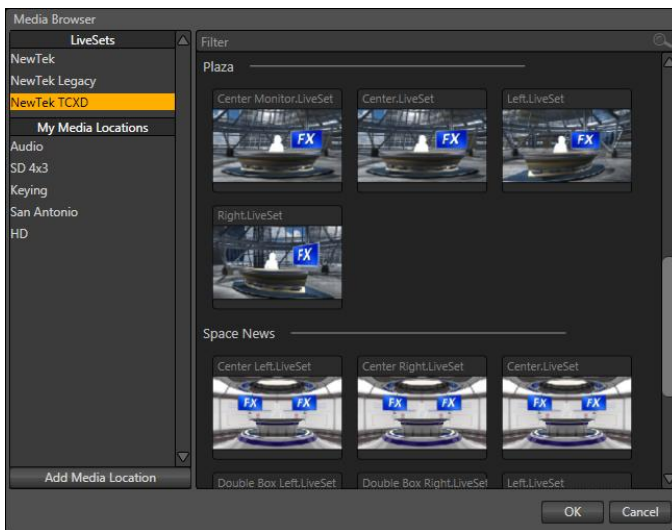 Media Browser
LiveSets
NewTek
NewTek Legacy
NewTek TCXD
My Media Locations
Audio
SD 4x3
Keying
San Antonio
HD
Add Media Location
Filter
Plaza
Center Monitor.LiveSet
Center.LiveSet
Left.LiveSet
FX
FX
FX
Right.LiveSet
FX
Space News
Center Left.LiveSet
Center Right.LiveSet
Center.LiveSet
FX FX
FX FX
FX FX
Double Box Left.LiveSet
Double Box Right.LiveSet
Left.LiveSet
OK
Cancel